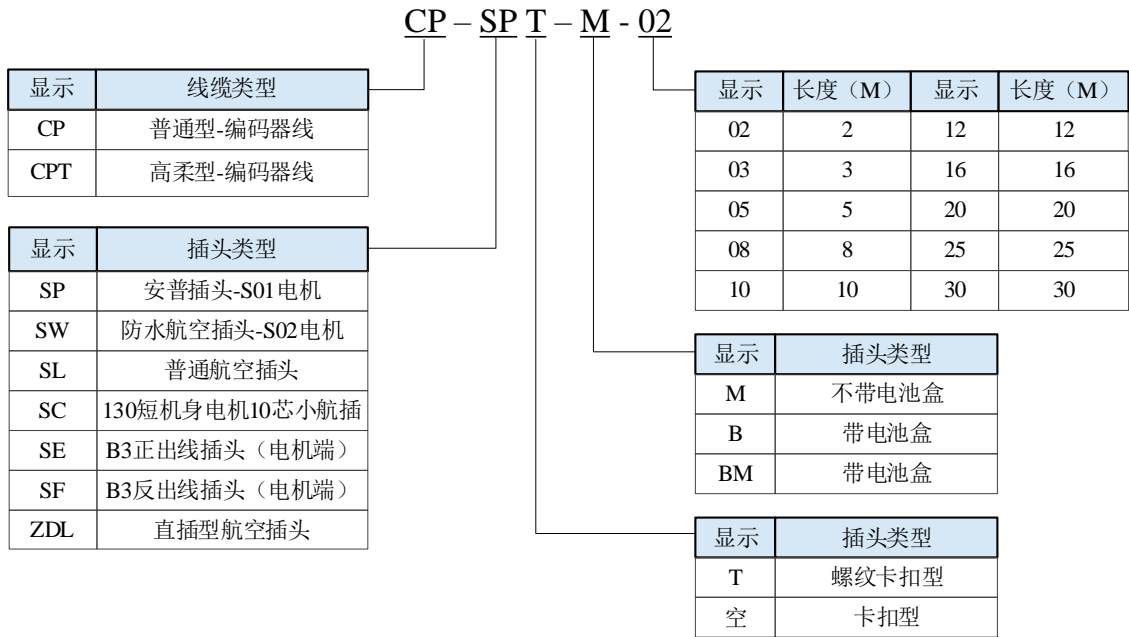 CP – SP T – M - 02
显示 线缆类型
CP 普通型-编码器线
CPT 高柔型-编码器线
显示 插头类型
SP 安普插头-S01电机
SW 防水航空插头-S02电机
SL 普通航空插头
SC 130短机身电机10芯小航插
SE B3正出线插头（电机端）
SF B3反出线插头（电机端）
ZDL 直插型航空插头
显示 长度（M） 显示 长度（M）
02 2 12 12
03 3 16 16
05 5 20 20
08 8 25 25
10 10 30 30
显示 插头类型
M 不带电池盒
B 带电池盒
BM 带电池盒
显示 插头类型
T 螺纹卡扣型
空 卡扣型